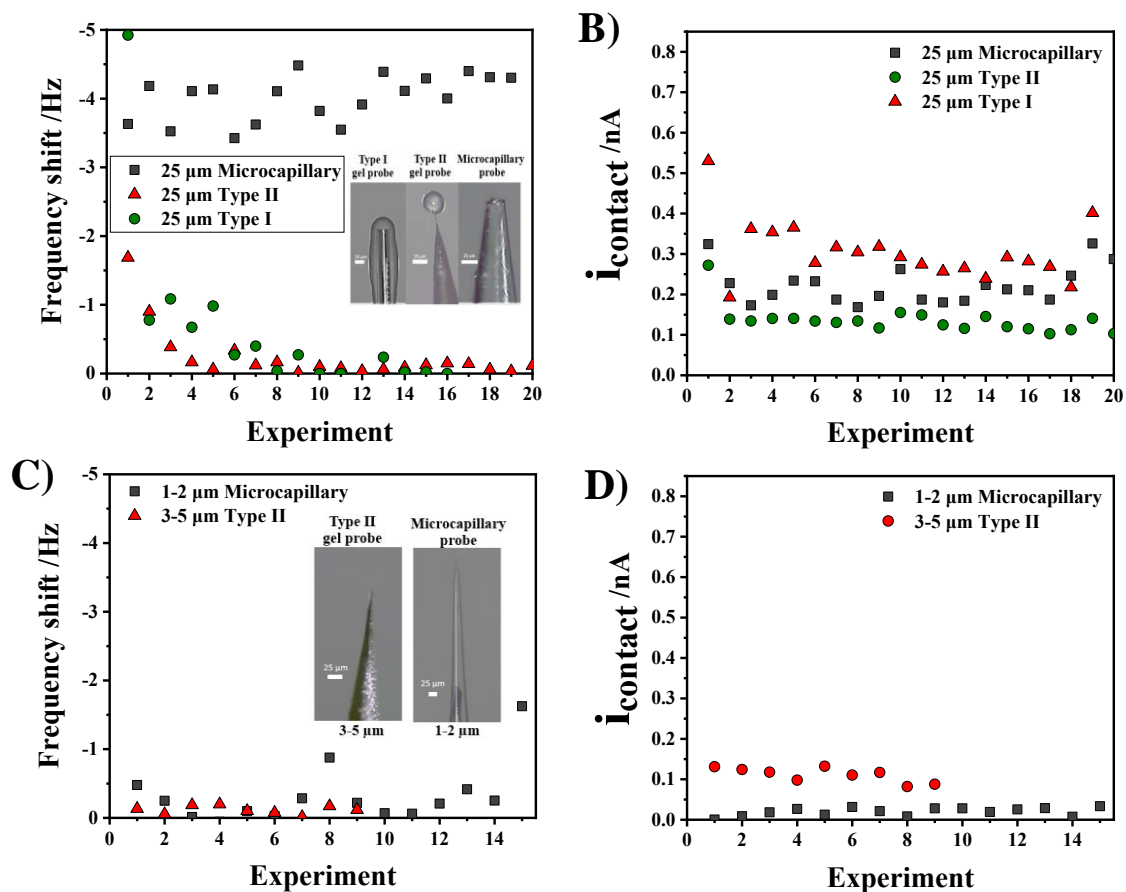 -5
-4
-3
-2
-1
0
Frequency shift /Hz
25 µm Microcapillary
25 µm Type II
25 µm Type I
Type I
gel probe
Type II
gel probe
Microcapillary
probe
0 2 4 6 8 10 12 14 16 18 20
Experiment
B)
0.8
0.7
0.6
0.5
0.4
0.3
0.2
0.1
0.0
icontact /nA
25 µm Microcapillary
25 µm Type II
25 µm Type I
0 2 4 6 8 10 12 14 16 18 20
Experiment
C)
-5
-4
-3
-2
-1
0
Frequency shift /Hz
1-2 µm Microcapillary
3-5 µm Type II
Type II
gel probe
Microcapillary
probe
25 µm
25 µm
3-5 µm
1-2 µm
0 2 4 6 8 10 12 14
Experiment
D)
0.8
0.7
0.6
0.5
0.4
0.3
0.2
0.1
0.0
icontact /nA
1-2 µm Microcapillary
3-5 µm Type II
0 2 4 6 8 10 12 14
Experiment